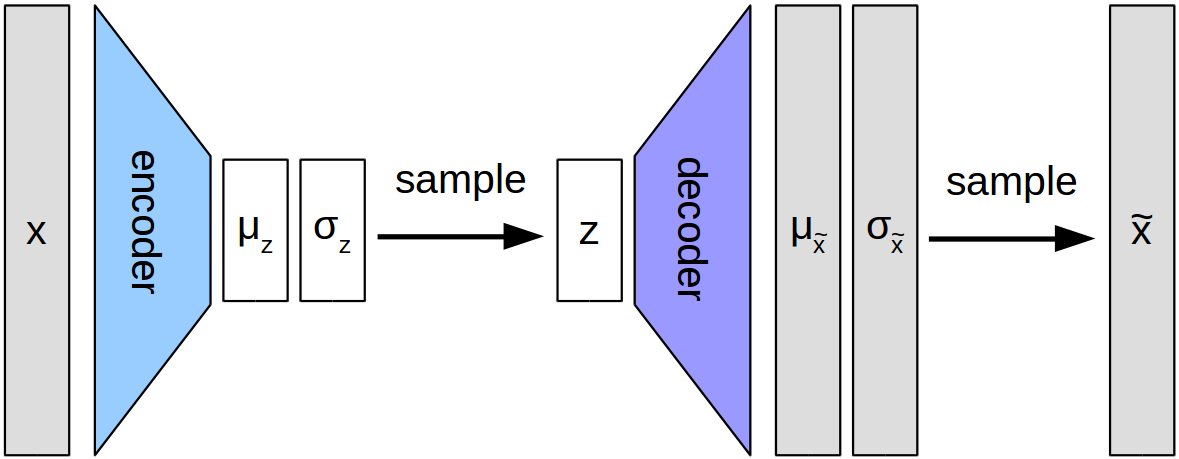 x
encoder
μz
σz
sample
z
decoder
μx̃
σx̃
sample
x̃